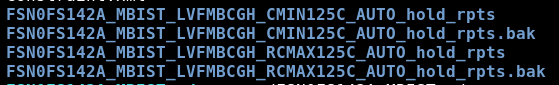 FSN0FS142A_MBIST_LVFMBCGH_CMIN125C_AUTO_hold_rpts
FSN0FS142A_MBIST_LVFMBCGH_CMIN125C_AUTO_hold_rpts.bak
FSN0FS142A_MBIST_LVFMBCGH_RCMAX125C_AUTO_hold_rpts
FSN0FS142A_MBIST_LVFMBCGH_RCMAX125C_AUTO_hold_rpts.bak